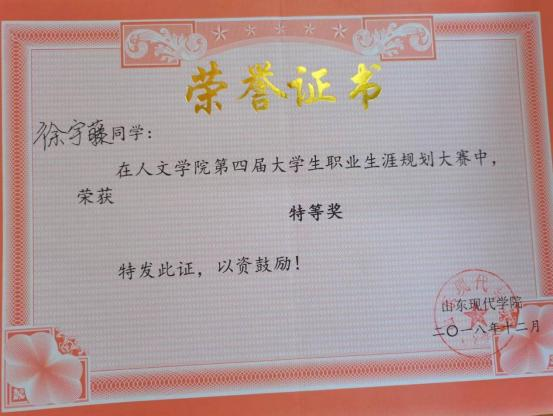 荣誉证书
徐宇藤同学：
在人文学院第四届大学生职业生涯规划大赛中，
荣获
特等奖
特发此证，以资鼓励！
山东现代学院
二〇一八年十二月